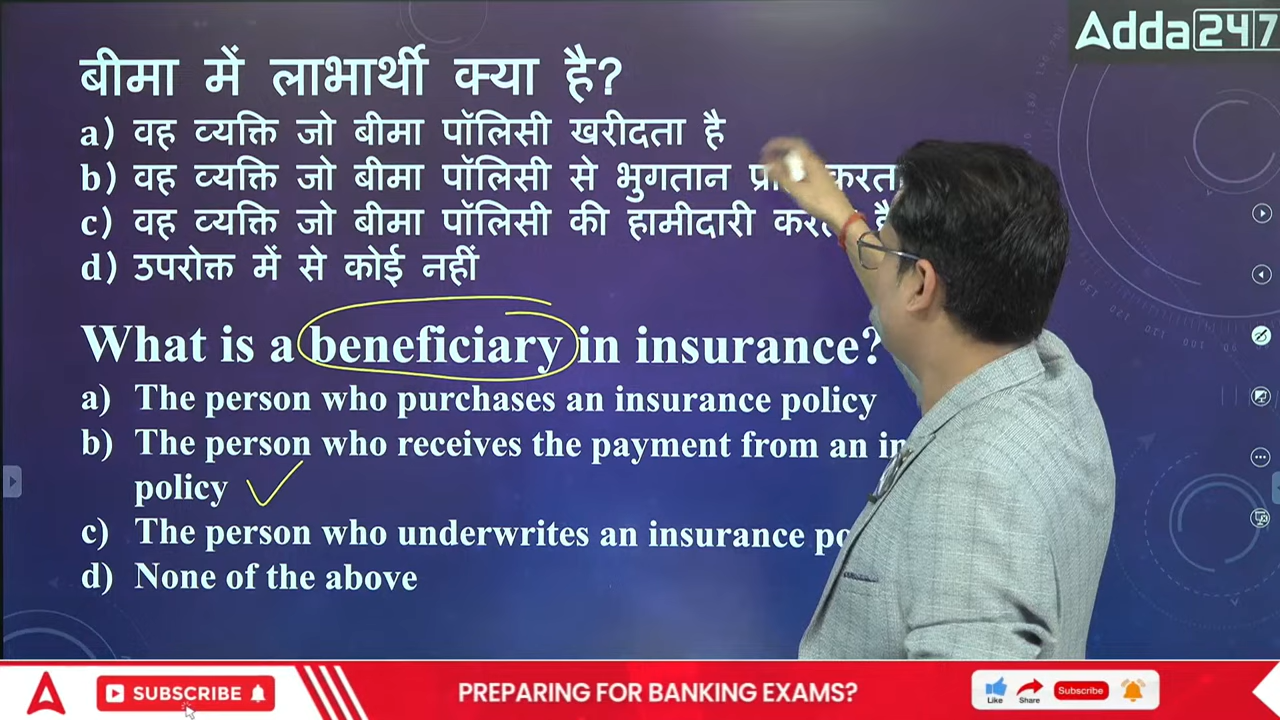 Adda247
बीमा में लाभार्थी क्या है?
a) वह व्यक्ति जो बीमा पॉलिसी खरीदता है
b) वह व्यक्ति जो बीमा पॉलिसी से भुगतान
c) वह व्यक्ति जो बीमा पॉलिसी की हामीदारी
d) उपरोक्त में से कोई नहीं
What is a beneficiary in insurance?
a) The person who purchases an insurance policy
b) The person who receives the payment from an
policy
c) The person who underwrites an insurance
d) None of the above
SUBSCRIBE
PREPARING FOR BANKING EXAMS?
Like Share Subscribe